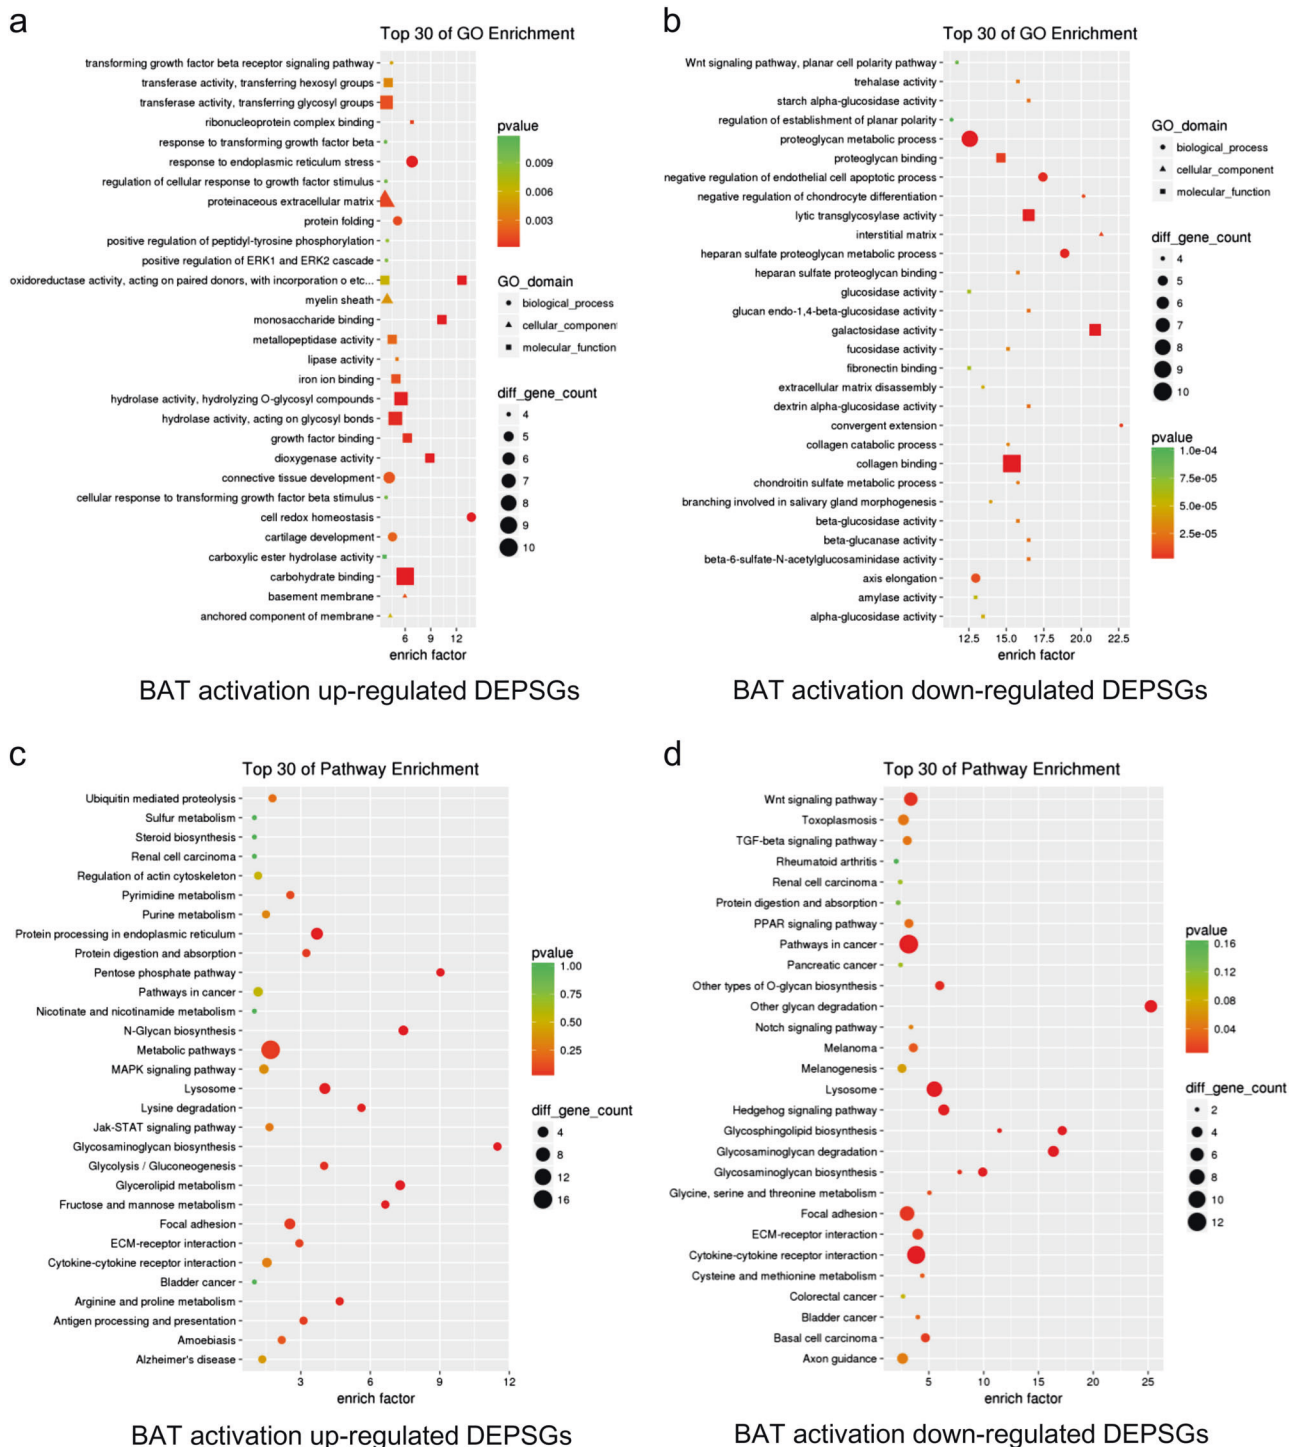 a
Top 30 of GO Enrichment
transforming growth factor beta receptor signaling pathway
transferase activity, transferring hexosyl groups
transferase activity, transferring glycosyl groups
ribonucleoprotein complex binding
response to transforming growth factor beta
response to endoplasmic reticulum stress
regulation of cellular response to growth factor stimulus
proteinaceous extracellular matrix
protein folding
positive regulation of peptidyl-tyrosine phosphorylation
positive regulation of ERK1 and ERK2 cascade
oxidoreductase activity, acting on paired donors, with incorporation o etc...
myelin sheath
monosaccharide binding
metallopeptidase activity
lipase activity
iron ion binding
hydrolase activity, hydrolyzing O-glycosyl compounds
hydrolase activity, acting on glycosyl bonds
growth factor binding
dioxygenase activity
connective tissue development
cellular response to transforming growth factor beta stimulus
cell redox homeostasis
cartilage development
carboxylic ester hydrolase activity
carbohydrate binding
basement membrane
anchored component of membrane
6 9 12
enrich factor
pvalue
0.009
0.006
0.003
GO_domain
biological_process
cellular_component
molecular_function
diff_gene_count
4
5
6
7
8
9
10
BAT activation up-regulated DEPSGs
b
Top 30 of GO Enrichment
Wnt signaling pathway, planar cell polarity pathway
trehalase activity
starch alpha-glucosidase activity
regulation of establishment of planar polarity
proteoglycan metabolic process
proteoglycan binding
negative regulation of endothelial cell apoptotic process
negative regulation of chondrocyte differentiation
lytic transglycosylase activity
interstitial matrix
heparan sulfate proteoglycan metabolic process
heparan sulfate proteoglycan binding
glucosidase activity
glucan endo-1,4-beta-glucosidase activity
galactosidase activity
fucosidase activity
fibronectin binding
extracellular matrix disassembly
dextrin alpha-glucosidase activity
convergent extension
collagen catabolic process
collagen binding
chondroitin sulfate metabolic process
branching involved in salivary gland morphogenesis
beta-glucosidase activity
beta-glucanase activity
beta-6-sulfate-N-acetylglucosaminidase activity
axis elongation
amylase activity
alpha-glucosidase activity
12.5 15.0 17.5 20.0 22.5
enrich factor
GO_domain
biological_process
cellular_component
molecular_function
diff_gene_count
4
5
6
7
8
9
10
pvalue
1.0e-04
7.5e-05
5.0e-05
2.5e-05
BAT activation down-regulated DEPSGs
c
Top 30 of Pathway Enrichment
Ubiquitin mediated proteolysis
Sulfur metabolism
Steroid biosynthesis
Renal cell carcinoma
Regulation of actin cytoskeleton
Pyrimidine metabolism
Purine metabolism
Protein processing in endoplasmic reticulum
Protein digestion and absorption
Pentose phosphate pathway
Pathways in cancer
Nicotinate and nicotinamide metabolism
N-Glycan biosynthesis
Metabolic pathways
MAPK signaling pathway
Lysosome
Lysine degradation
Jak-STAT signaling pathway
Glycosaminoglycan biosynthesis
Glycolysis / Gluconeogenesis
Glycerolipid metabolism
Fructose and mannose metabolism
Focal adhesion
ECM-receptor interaction
Cytokine-cytokine receptor interaction
Bladder cancer
Arginine and proline metabolism
Antigen processing and presentation
Amoebiasis
Alzheimer's disease
3 6 9 12
enrich factor
pvalue
1.00
0.75
0.50
0.25
diff_gene_count
4
8
12
16
BAT activation up-regulated DEPSGs
d
Top 30 of Pathway Enrichment
Wnt signaling pathway
Toxoplasmosis
TGF-beta signaling pathway
Rheumatoid arthritis
Renal cell carcinoma
Protein digestion and absorption
PPAR signaling pathway
Pathways in cancer
Pancreatic cancer
Other types of O-glycan biosynthesis
Other glycan degradation
Notch signaling pathway
Melanoma
Melanogenesis
Lysosome
Hedgehog signaling pathway
Glycosphingolipid biosynthesis
Glycosaminoglycan degradation
Glycosaminoglycan biosynthesis
Glycine, serine and threonine metabolism
Focal adhesion
ECM-receptor interaction
Cytokine-cytokine receptor interaction
Cysteine and methionine metabolism
Colorectal cancer
Bladder cancer
Basal cell carcinoma
Axon guidance
5 10 15 20 25
enrich factor
pvalue
0.16
0.12
0.08
0.04
diff_gene_count
2
4
6
8
10
12
BAT activation down-regulated DEPSGs